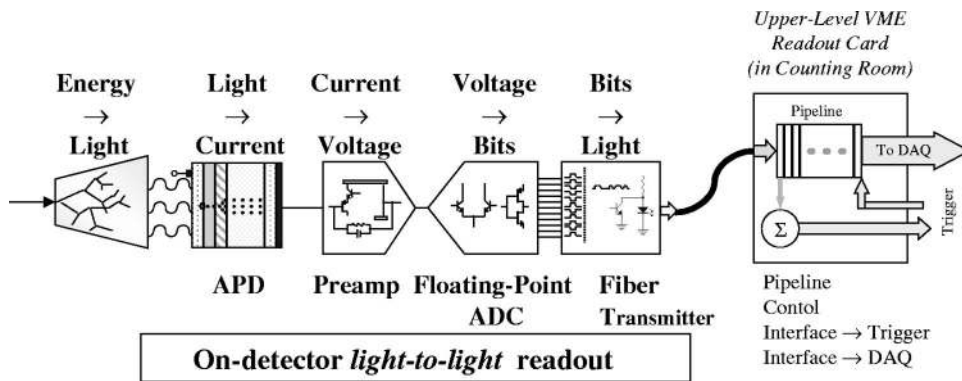 Upper-Level VME
Readout Card
(in Counting Room)
Energy
→
Light
Light
→
Current
Current
→
Voltage
Voltage
→
Bits
Bits
→
Light
Pipeline
To DAQ
Trigger
Σ
APD
Preamp
Floating-Point
ADC
Fiber
Transmitter
Pipeline
Contol
Interface → Trigger
Interface → DAQ
On-detector light-to-light readout